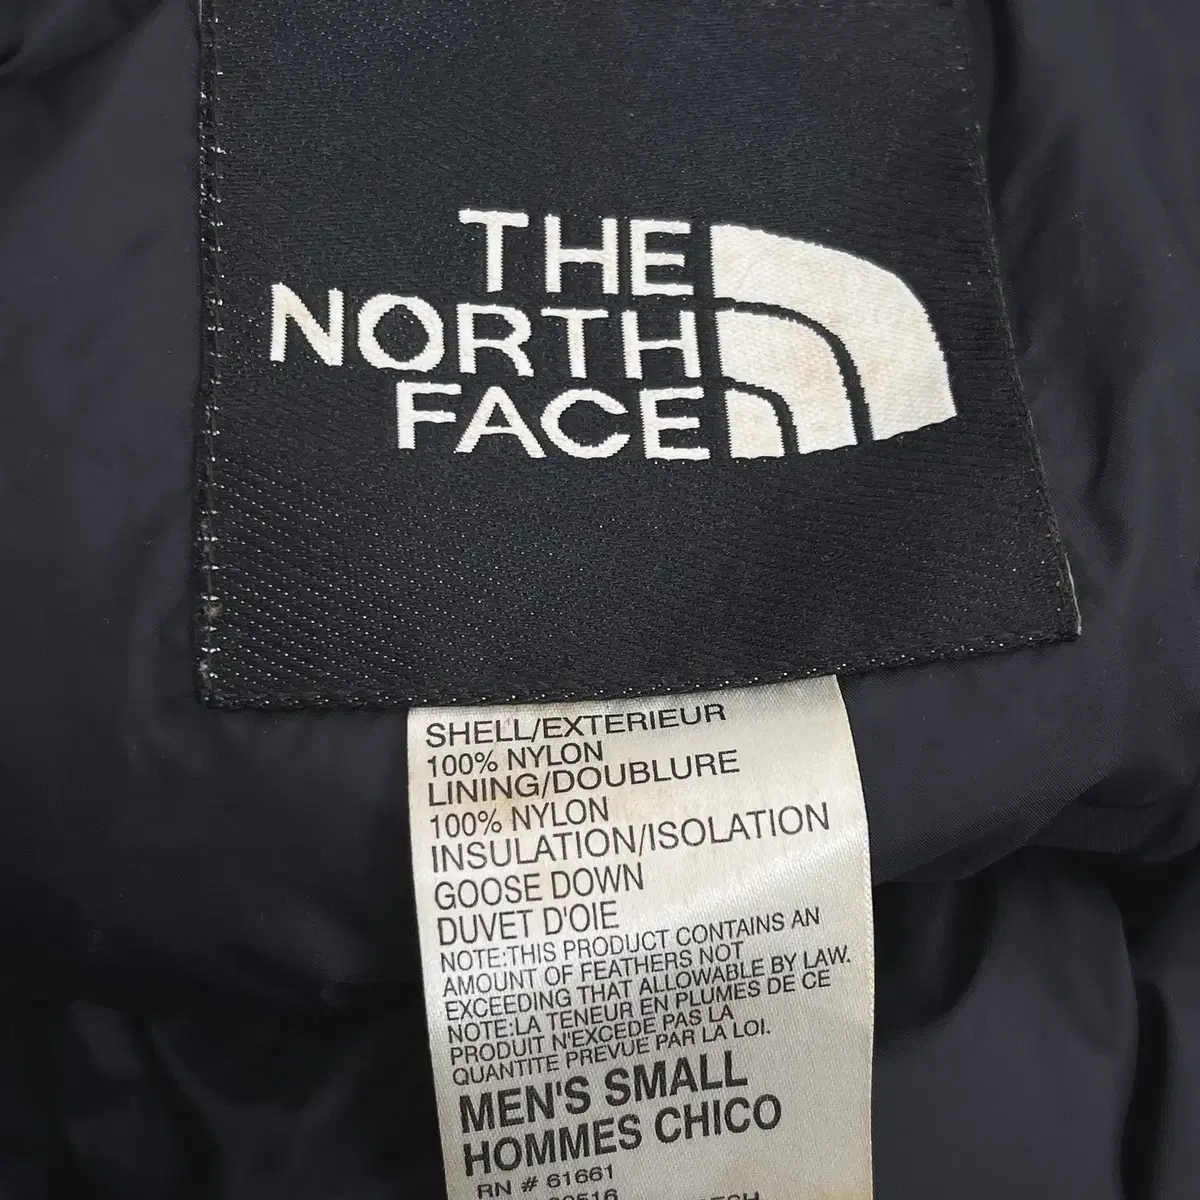 THE
NORTH
FACE
SHELL/EXTERIEUR
100% NYLON
LINING/DOUBLURE
100% NYLON
INSULATION/ISOLATION
GOOSE DOWN
DUVET D'OIE
NOTE:THIS PRODUCT CONTAINS AN
AMOUNT OF FEATHERS NOT
EXCEEDING THAT ALLOWABLE BY LAW.
NOTE:LA TENEUR EN PLUMES DE CE
PRODUIT N'EXCEDE PAS LA
QUANTITE PREVUE PAR LA LOI.
MEN'S SMALL
HOMMES CHICO
RN # 61661